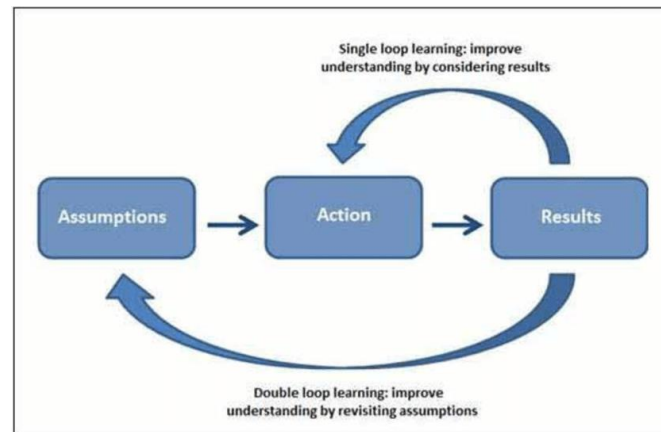 Single loop learning: improve
understanding by considering results
Assumptions
Action
Results
Double loop learning: improve
understanding by revisiting assumptions